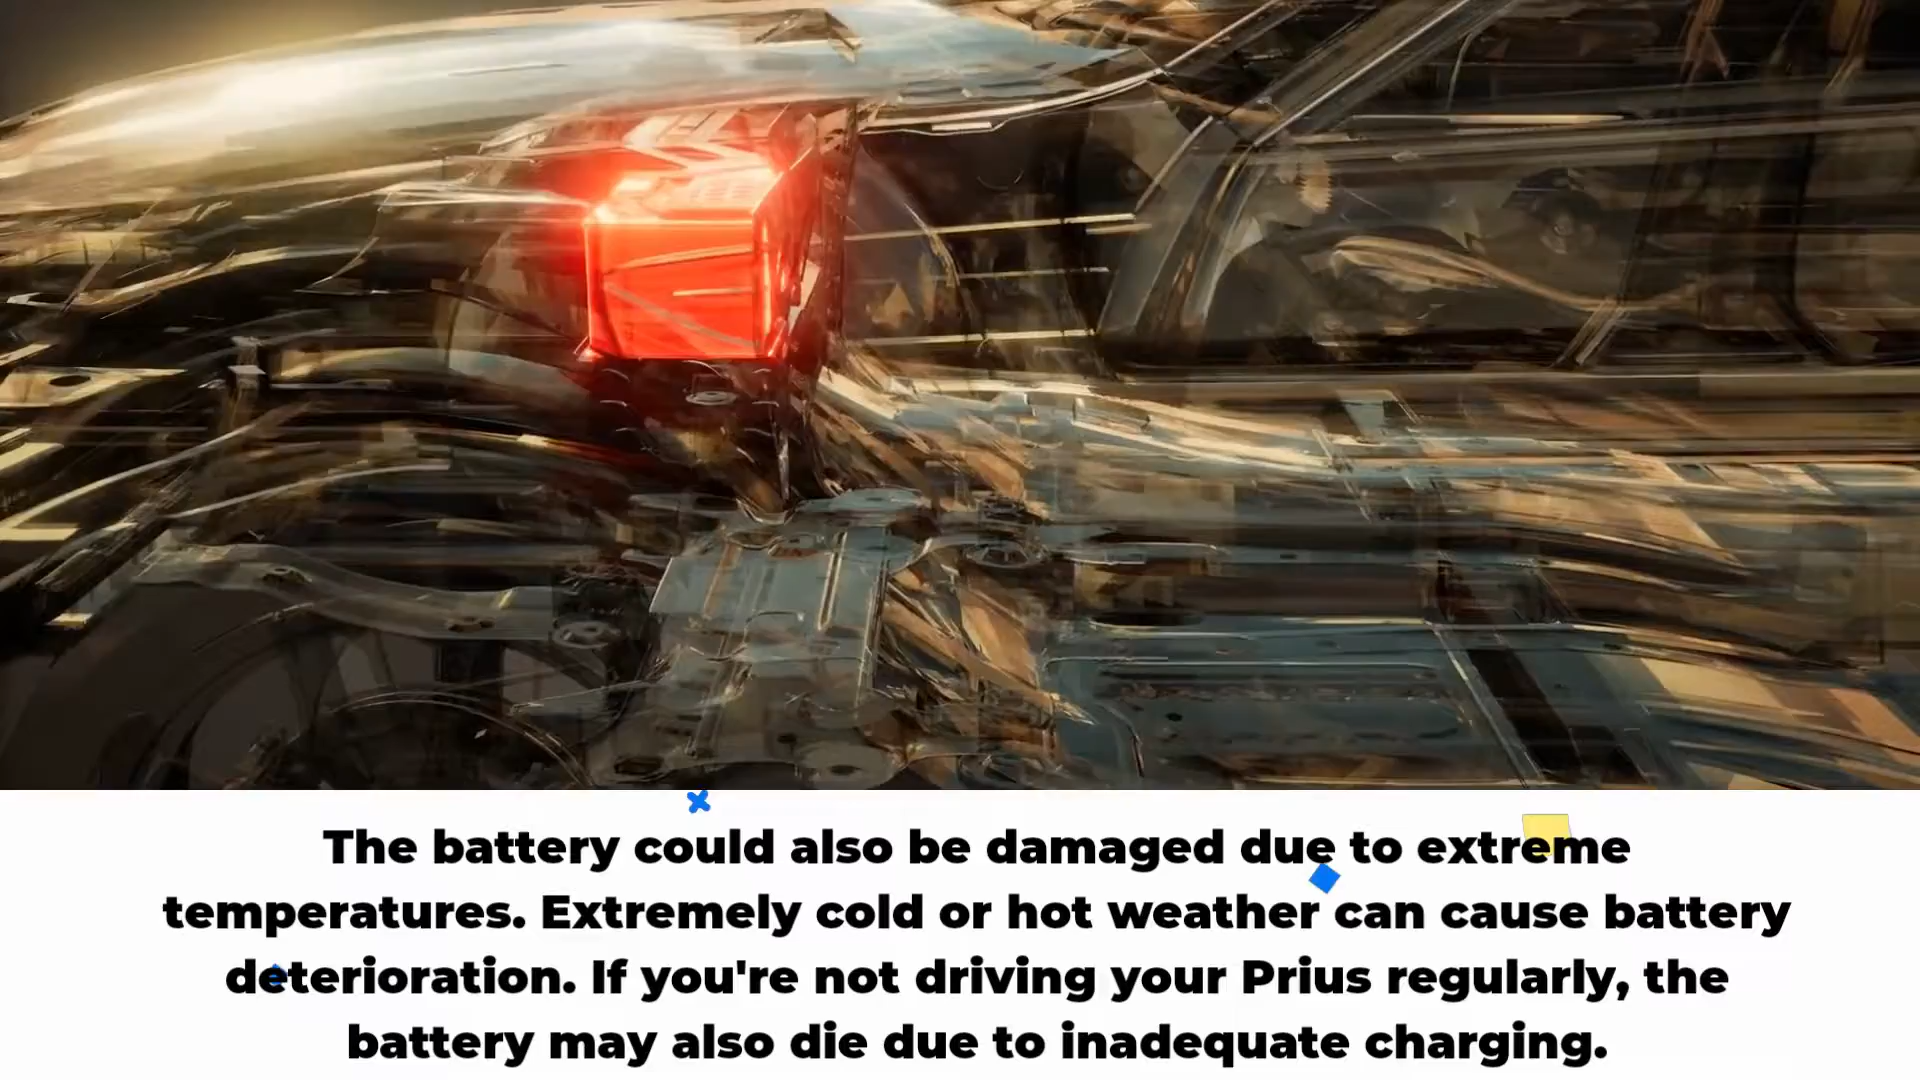 The battery could also be damaged due to extreme
temperatures. Extremely cold or hot weather can cause battery
deterioration. If you're not driving your Prius regularly, the
battery may also die due to inadequate charging.